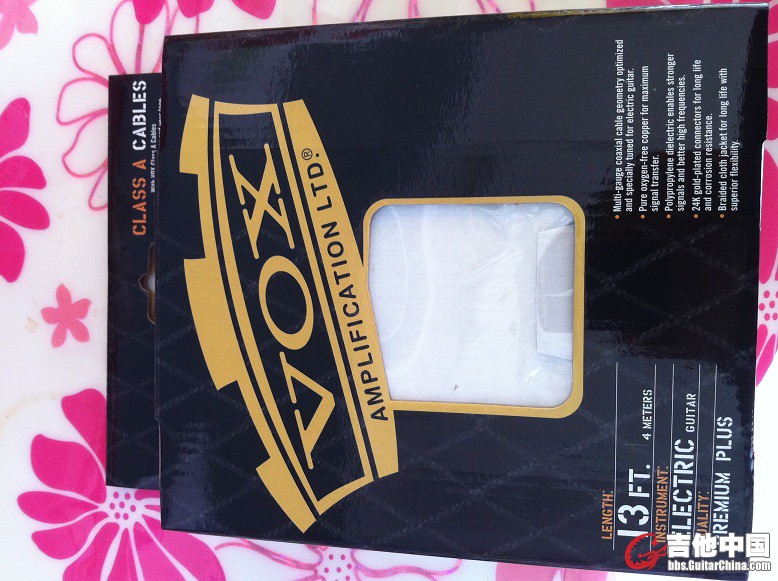 CLASS A CABLES
VOX
AMPLIFICATION LTD.®
• Multi-gauge coaxial cable geometry optimized
and specially tuned for electric guitar.
• Pure oxygen-free copper for maximum
signal transfer.
• Polypropylene dielectric enables stronger
signals and better high frequencies.
• 24K gold-plated connectors for long life
and corrosion resistance.
• Braided cloth jacket for long life with
superior flexibility.
LENGTH:
13 FT. 4 METERS
INSTRUMENT:
ELECTRIC GUITAR
PREMIUM PLUS
吉他中国
bbs.GuitarChina.com